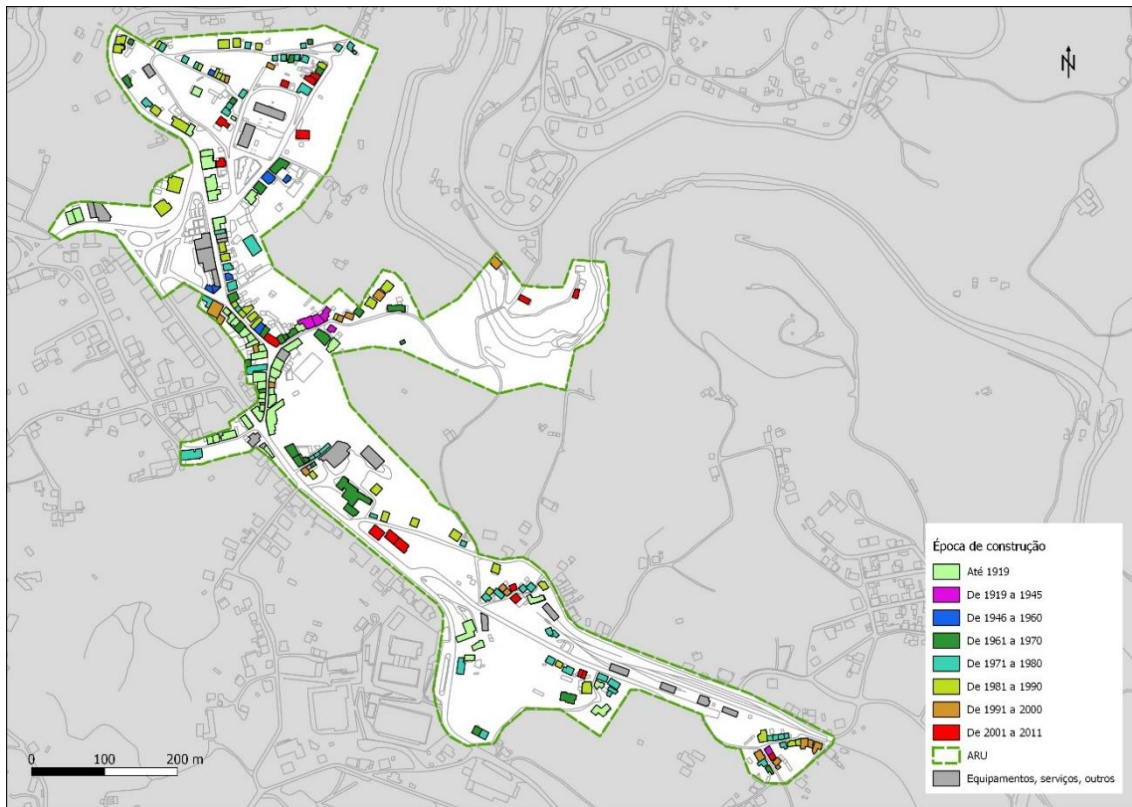 N
Época de construção
Até 1919
De 1919 a 1945
De 1946 a 1960
De 1961 a 1970
De 1971 a 1980
De 1981 a 1990
De 1991 a 2000
De 2001 a 2011
ARU
Equipamentos, serviços, outros
0 100 200 m